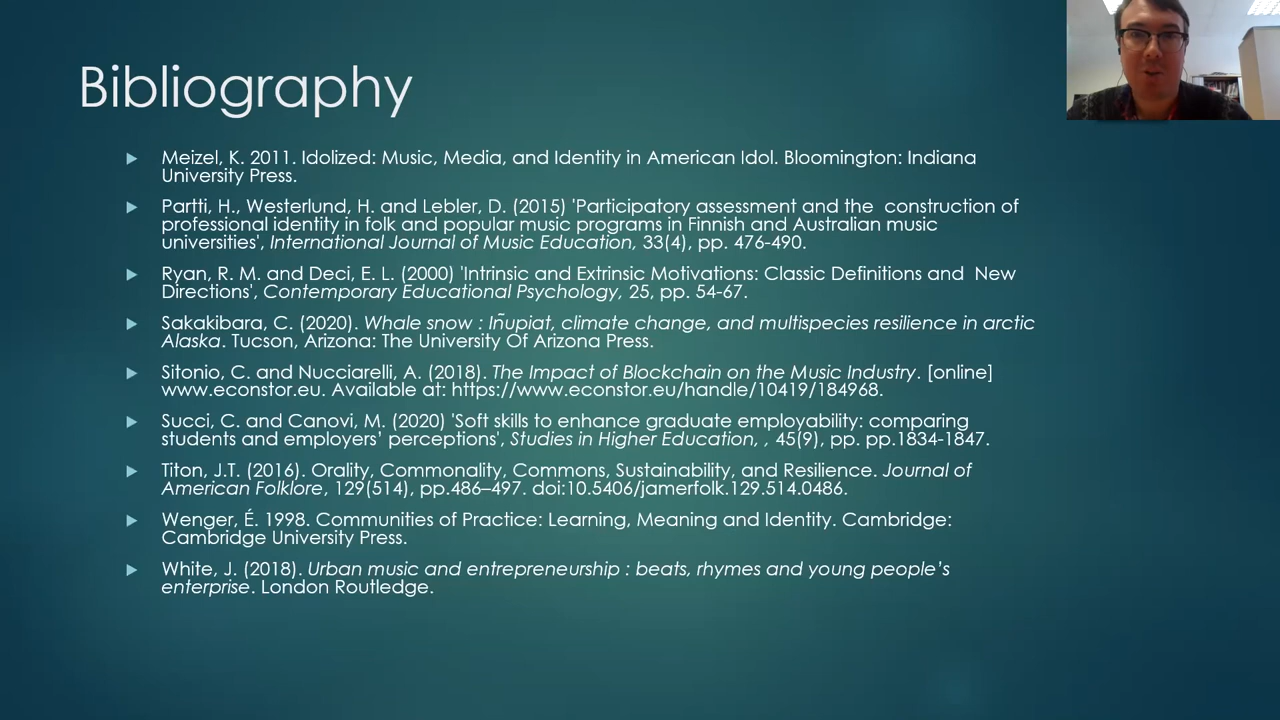 Bibliography
Meizel, K. 2011. Idolized: Music, Media, and Identity in American Idol. Bloomington: Indiana
University Press.
Partti, H., Westerlund, H. and Lebler, D. (2015) 'Participatory assessment and the  construction of
professional identity in folk and popular music programs in Finnish and Australian music
universities', International Journal of Music Education, 33(4), pp. 476-490.
Ryan, R. M. and Deci, E. L. (2000) 'Intrinsic and Extrinsic Motivations: Classic Definitions and  New
Directions', Contemporary Educational Psychology, 25, pp. 54-67.
Sakakibara, C. (2020). Whale snow : Iñupiat, climate change, and multispecies resilience in arctic
Alaska. Tucson, Arizona: The University Of Arizona Press.
Sitonio, C. and Nucciarelli, A. (2018). The Impact of Blockchain on the Music Industry. [online]
www.econstor.eu. Available at: https://www.econstor.eu/handle/10419/184968.
Succi, C. and Canovi, M. (2020) 'Soft skills to enhance graduate employability: comparing
students and employers’ perceptions', Studies in Higher Education, , 45(9), pp. pp.1834-1847.
Titon, J.T. (2016). Orality, Commonality, Commons, Sustainability, and Resilience. Journal of
American Folklore, 129(514), pp.486–497. doi:10.5406/jamerfolk.129.514.0486.
Wenger, É. 1998. Communities of Practice: Learning, Meaning and Identity. Cambridge:
Cambridge University Press.
White, J. (2018). Urban music and entrepreneurship : beats, rhymes and young people’s
enterprise. London Routledge.